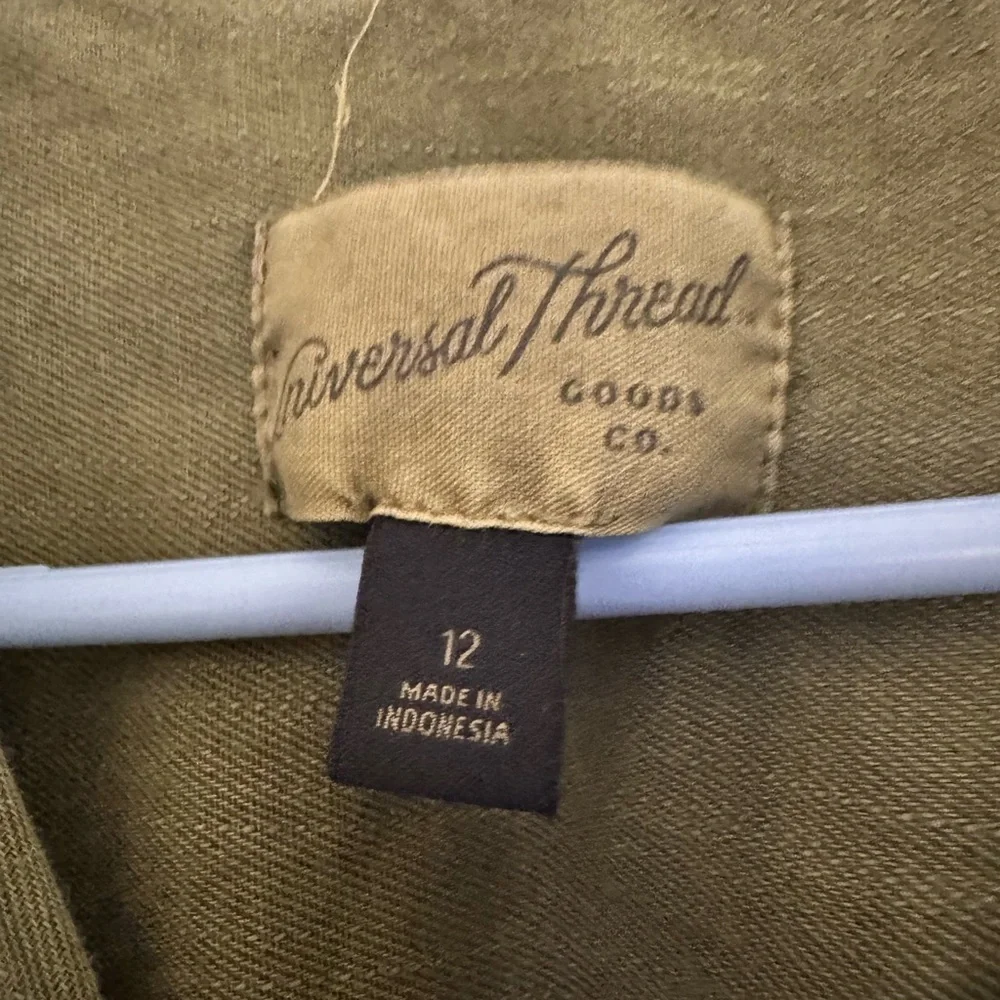 Universal Thread
GOODS
CO.
12
MADE IN
INDONESIA